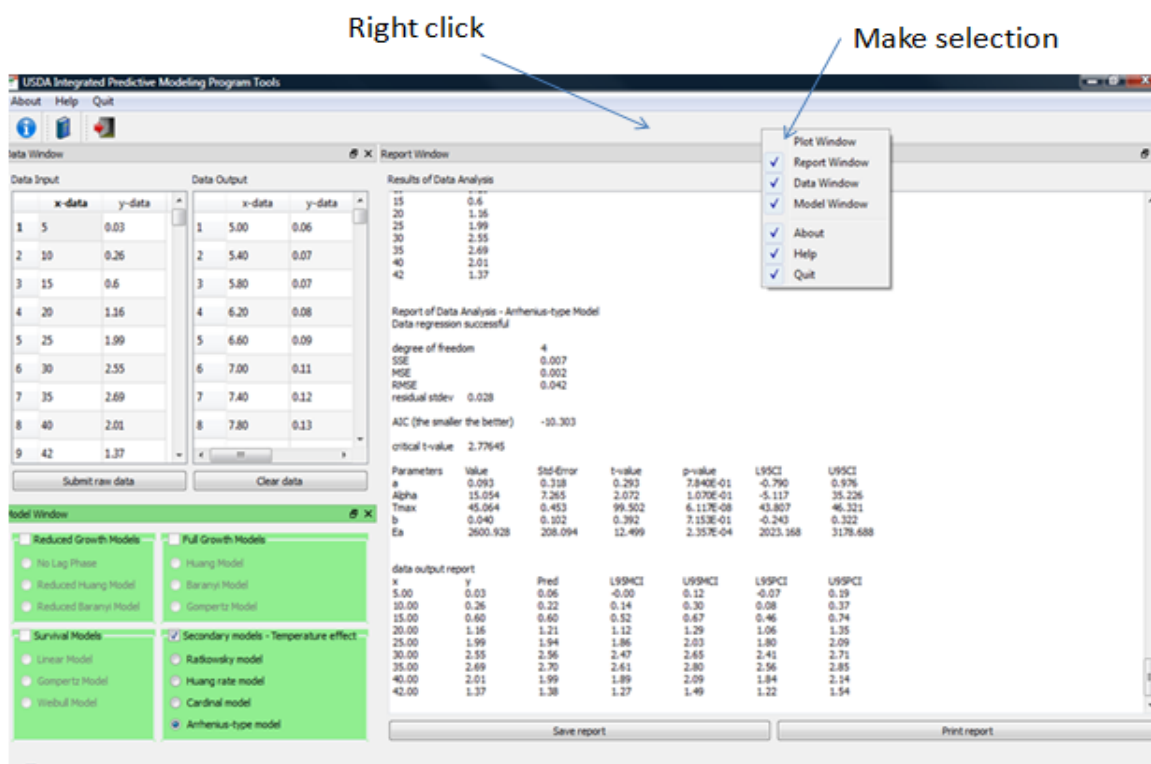 Right click
Make selection
USDA Integrated Predictive Modeling Program Tools
About Help Quit
Data Window
Report Window
Data Input
Data Output
x-data y-data
1 5 0.03
2 10 0.26
3 15 0.6
4 20 1.16
5 25 1.99
6 30 2.55
7 35 2.69
8 40 2.01
9 42 1.37
x-data y-data
1 5.00 0.06
2 5.40 0.07
3 5.80 0.07
4 6.20 0.08
5 6.60 0.09
6 7.00 0.11
7 7.40 0.12
8 7.80 0.13
Submit raw data
Clear data
Model Window
Reduced Growth Models
No Lag Phase
Reduced Huang Model
Reduced Baranyi Model
Full Growth Models
Huang Model
Baranyi Model
Gompertz Model
Survival Models
Linear Model
Gompertz Model
Weibull Model
Secondary models - Temperature effect
Ratkowsky model
Huang rate model
Cardinal model
Arrhenius-type model
Results of Data Analysis
15 0.6
20 1.16
25 1.99
30 2.55
35 2.69
40 2.01
42 1.37
Report of Data Analysis - Arrhenius-type Model
Data regression successful
degree of freedom 4
SSE 0.007
MSE 0.002
RMSE 0.042
residual stdev 0.028
AIC (the smaller the better) -10.303
critical t-value 2.77645
Parameters Value Std-Error t-value p-value L95CI U95CI
a 0.093 0.318 0.293 7.840E-01 -0.790 0.976
Alpha 15.054 7.265 2.072 1.070E-01 -5.117 35.226
Tmax 45.064 0.453 99.502 6.117E-08 43.807 46.321
b 0.040 0.102 0.392 7.153E-01 -0.243 0.322
Ea 2600.928 208.094 12.499 2.357E-04 2023.168 3178.688
data output report
x y Pred L95MCI U95MCI L95PCI U95PCI
5.00 0.03 0.06 -0.00 0.12 -0.07 0.19
10.00 0.26 0.22 0.14 0.30 0.08 0.37
15.00 0.60 0.60 0.52 0.67 0.46 0.74
20.00 1.16 1.21 1.12 1.29 1.06 1.35
25.00 1.99 1.94 1.86 2.03 1.80 2.09
30.00 2.55 2.56 2.47 2.65 2.41 2.71
35.00 2.69 2.70 2.61 2.80 2.56 2.85
40.00 2.01 1.99 1.89 2.09 1.84 2.14
42.00 1.37 1.38 1.27 1.49 1.22 1.54
Save report
Print report
Plot Window
Report Window
Data Window
Model Window
About
Help
Quit